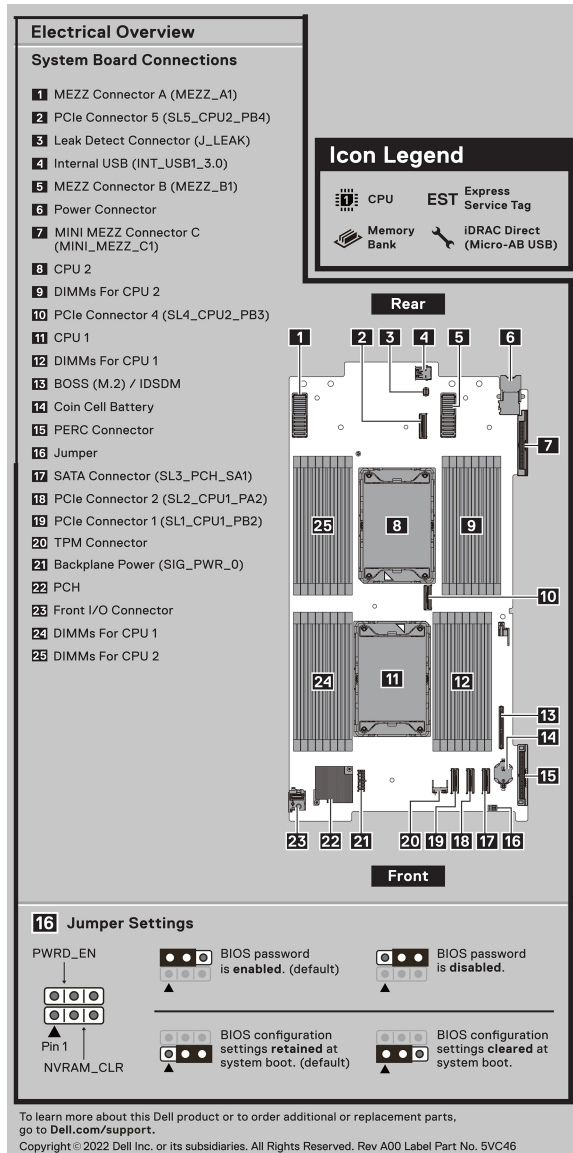 Electrical Overview
System Board Connections
1 MEZZ Connector A (MEZZ_A1)
2 PCIe Connector 5 (SL5_CPU2_PB4)
3 Leak Detect Connector (J_LEAK)
4 Internal USB (INT_USB1_3.0)
5 MEZZ Connector B (MEZZ_B1)
6 Power Connector
7 MINI MEZZ Connector C
(MINI_MEZZ_C1)
8 CPU 2
9 DIMMs For CPU 2
10 PCIe Connector 4 (SL4_CPU2_PB3)
11 CPU 1
12 DIMMs For CPU 1
13 BOSS (M.2) / IDSDM
14 Coin Cell Battery
15 PERC Connector
16 Jumper
17 SATA Connector (SL3_PCH_SA1)
18 PCIe Connector 2 (SL2_CPU1_PA2)
19 PCIe Connector 1 (SL1_CPU1_PB2)
20 TPM Connector
21 Backplane Power (SIG_PWR_0)
22 PCH
23 Front I/O Connector
24 DIMMs For CPU 1
25 DIMMs For CPU 2
Icon Legend
1 CPU
EST Express
Service Tag
Memory
Bank
iDRAC Direct
(Micro-AB USB)
Rear
1 2 3 4 5 6
7
25 8 9
10
24 11 12
13
14
15
23 22 21 20 19 18 17 16
Front
16 Jumper Settings
PWRD_EN
Pin 1
NVRAM_CLR
BIOS password
is enabled. (default)
BIOS password
is disabled.
BIOS configuration
settings retained at
system boot. (default)
BIOS configuration
settings cleared at
system boot.
To learn more about this Dell product or to order additional or replacement parts,
go to Dell.com/support.
Copyright © 2022 Dell Inc. or its subsidiaries. All Rights Reserved. Rev A00 Label Part No. 5VC46